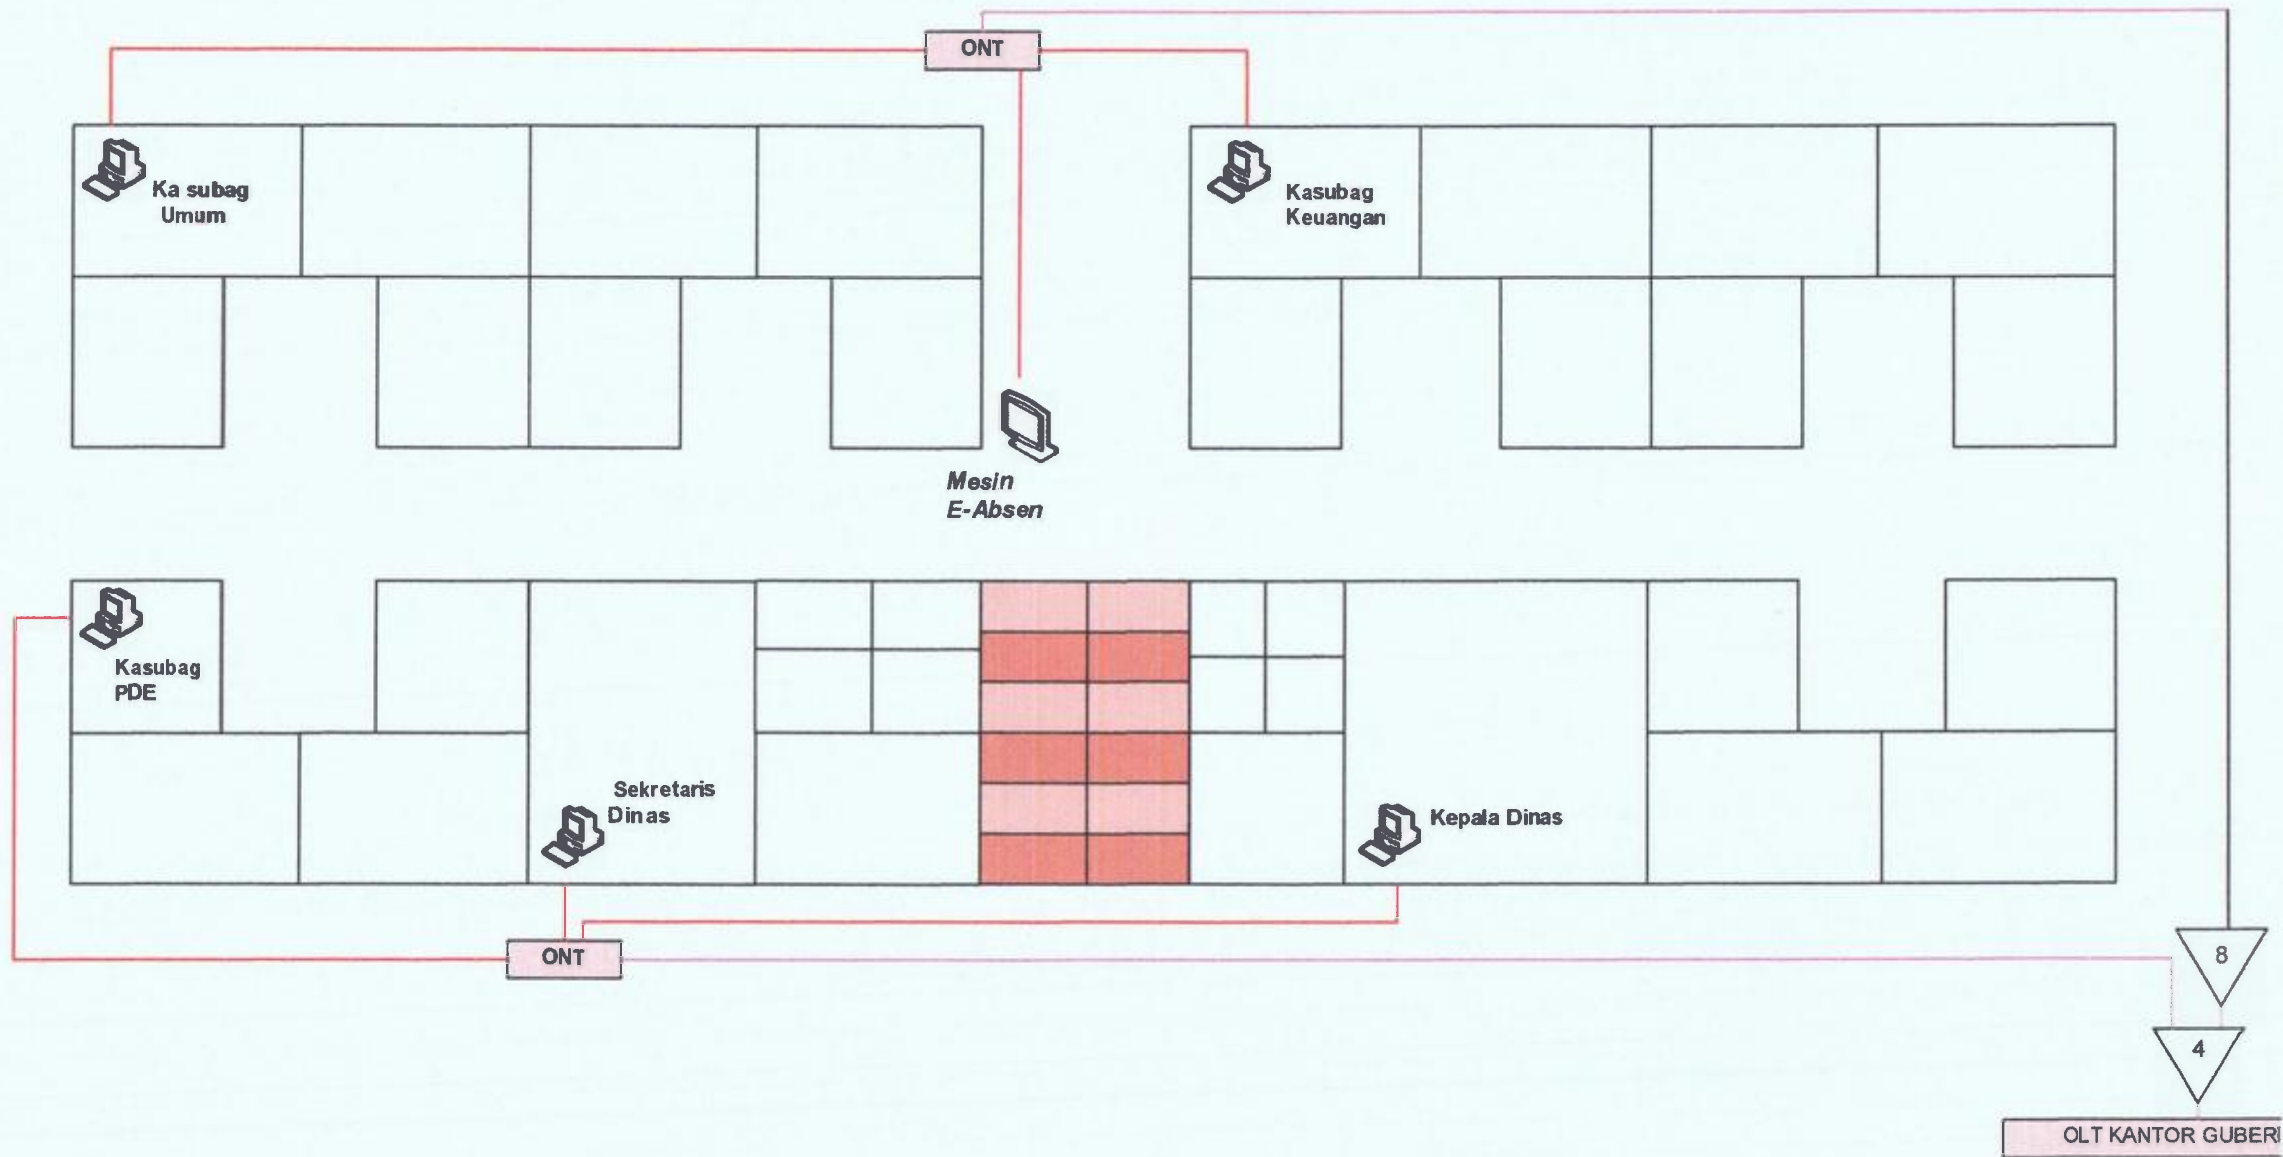 ONT
Ka subag
Umum
Kasubag
Keuangan
Mesin
E-Absen
Kasubag
PDE
Sekretaris
Dinas
Kepala Dinas
ONT
8
4
OLT KANTOR GUBER